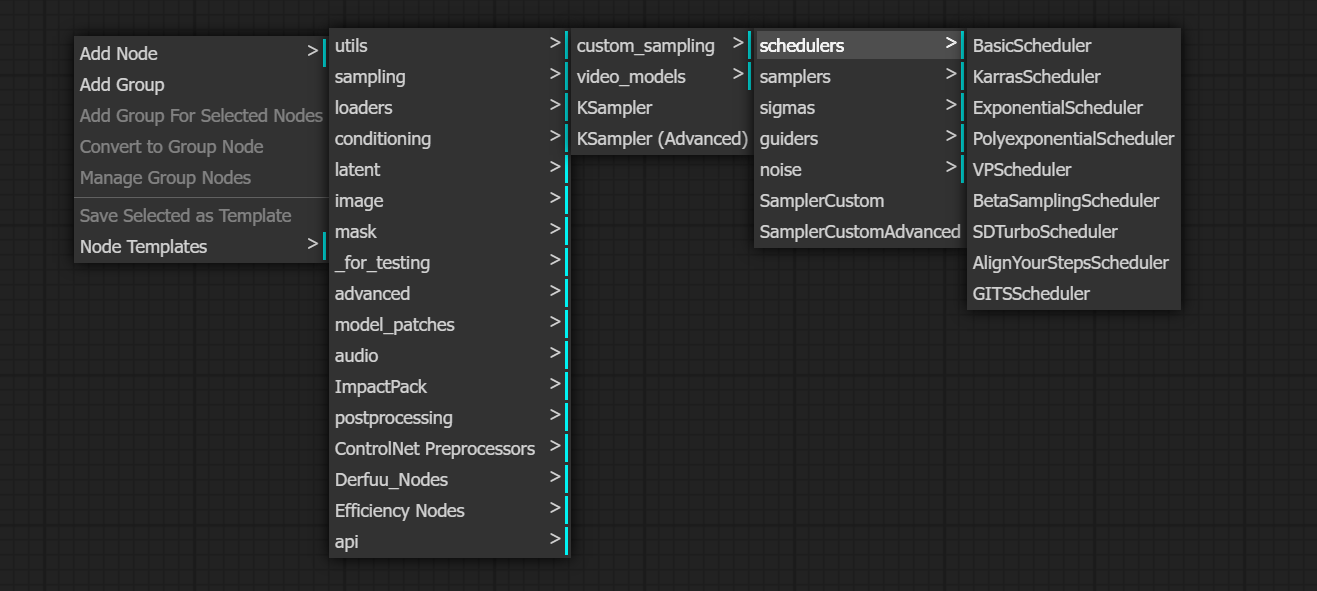 Add Node >
Add Group
Add Group For Selected Nodes
Convert to Group Node
Manage Group Nodes
Save Selected as Template
Node Templates >
utils >
sampling >
loaders >
conditioning >
latent >
image >
mask >
_for_testing >
advanced >
model_patches >
audio >
ImpactPack >
postprocessing >
ControlNet Preprocessors >
Derfuu_Nodes >
Efficiency Nodes >
api >
custom_sampling >
video_models >
KSampler
KSampler (Advanced)
schedulers >
samplers >
sigmas >
guiders >
noise >
SamplerCustom
SamplerCustomAdvanced
BasicScheduler
KarrasScheduler
ExponentialScheduler
PolyexponentialScheduler
VPScheduler
BetaSamplingScheduler
SDTurboScheduler
AlignYourStepsScheduler
GITSScheduler